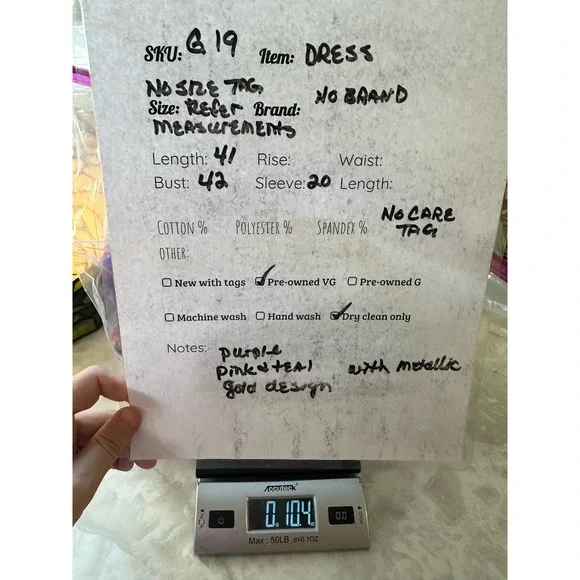 SKU: G 19 Item: DRESS
NO SIZE TAG
Size: REFER Brand: NO BRAND
MEASUREMENTS
Length: 41 Rise: Waist:
Bust: 42 Sleeve: 20 Length:
COTTON % POLYESTER % SPANDEX % NO CARE TAG
OTHER:
New with tags Pre-owned VG Pre-owned G
Machine wash Hand wash Dry clean only
Notes: purple
pink & TEAL with metallic
gold design
Accuteck
0.104
0.0
Max : 50LB d=0.1OZ